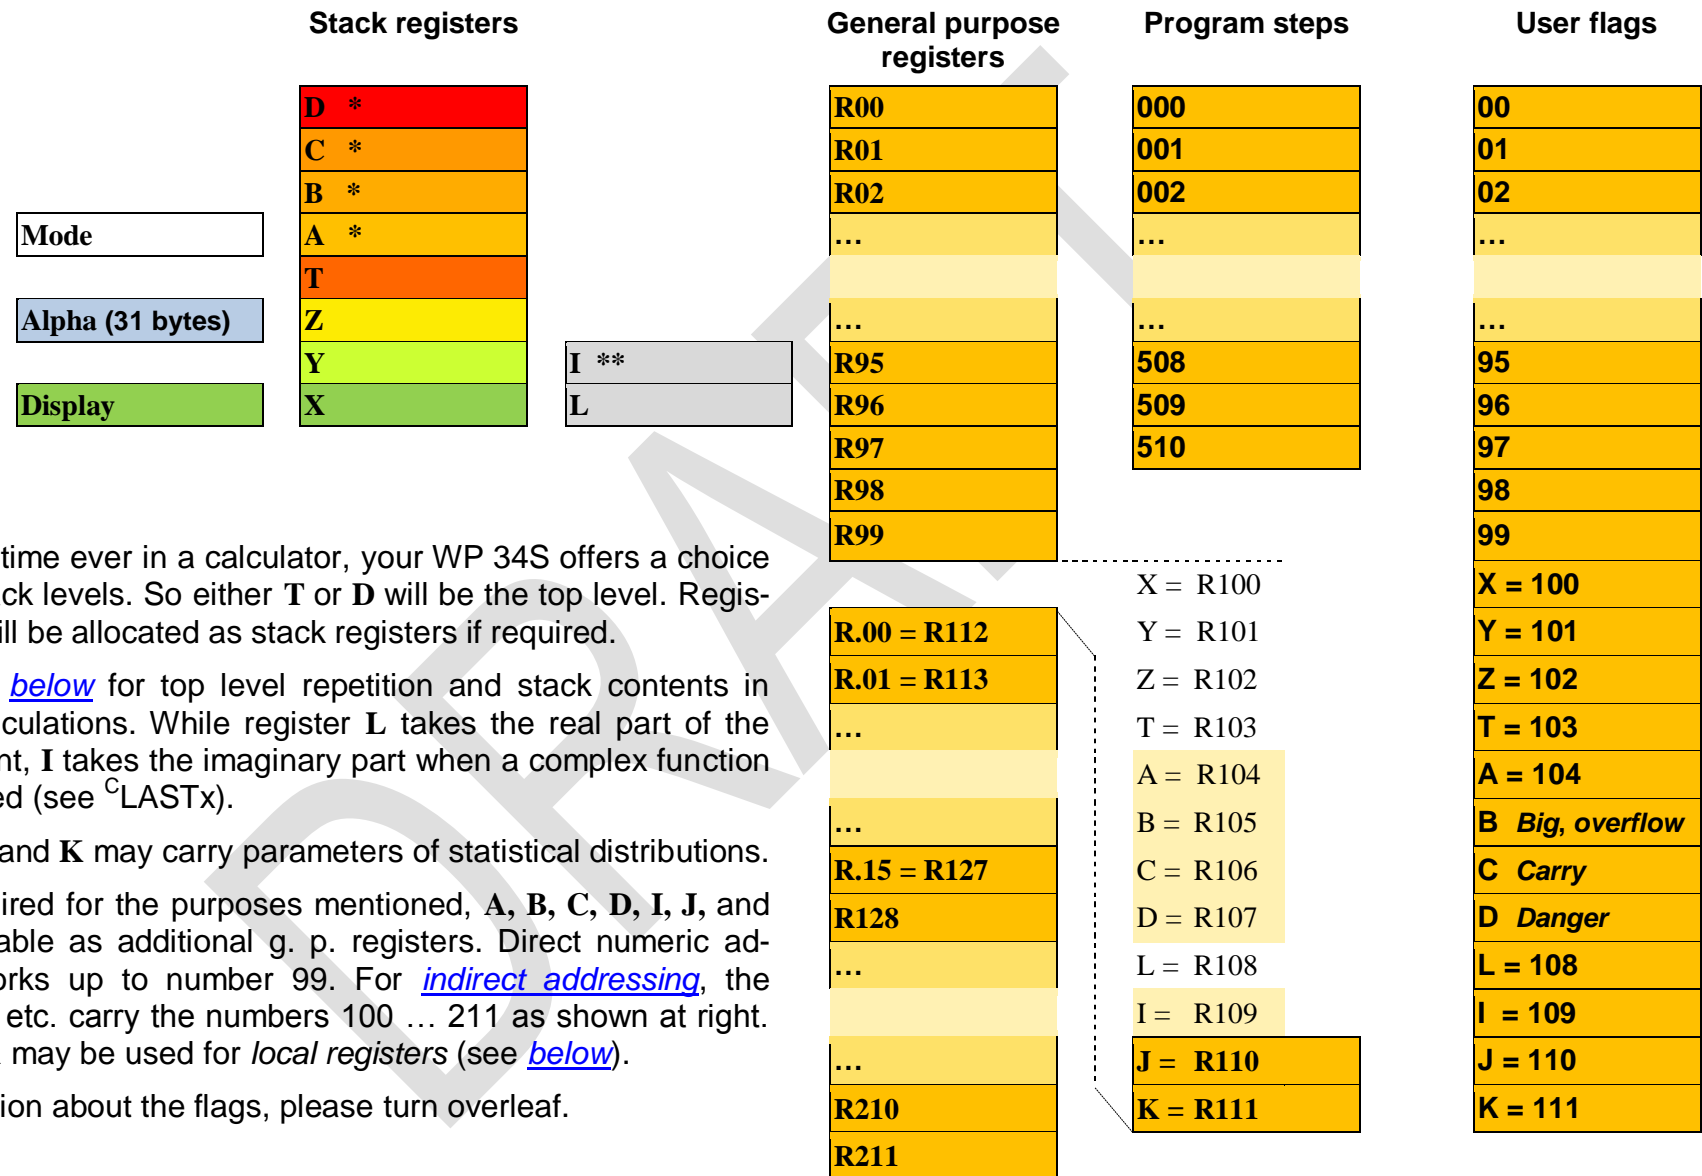 Stack registers
General purpose
registers
Program steps
User flags
D *
C *
B *
A *
T
Z
Y
X
Mode
Alpha (31 bytes)
Display
I **
L
R00
R01
R02
…
…
R95
R96
R97
R98
R99
R.00 = R112
R.01 = R113
…
…
R.15 = R127
R128
…
…
R210
R211
000
001
002
…
…
508
509
510
X = R100
Y = R101
Z = R102
T = R103
A = R104
B = R105
C = R106
D = R107
L = R108
I = R109
J = R110
K = R111
00
01
02
…
…
95
96
97
98
99
X = 100
Y = 101
Z = 102
T = 103
A = 104
B Big, overflow
C Carry
D Danger
L = 108
I = 109
J = 110
K = 111
time ever in a calculator, your WP 34S offers a choice
ck levels. So either T or D will be the top level. Regis-
ill be allocated as stack registers if required.
below for top level repetition and stack contents in
culations. While register L takes the real part of the
nt, I takes the imaginary part when a complex function
ed (see CLASTx).
and K may carry parameters of statistical distributions.
ired for the purposes mentioned, A, B, C, D, I, J, and
able as additional g. p. registers. Direct numeric ad-
orks up to number 99. For indirect addressing, the
etc. carry the numbers 100 … 211 as shown at right.
may be used for local registers (see below).
tion about the flags, please turn overleaf.
DRAFT